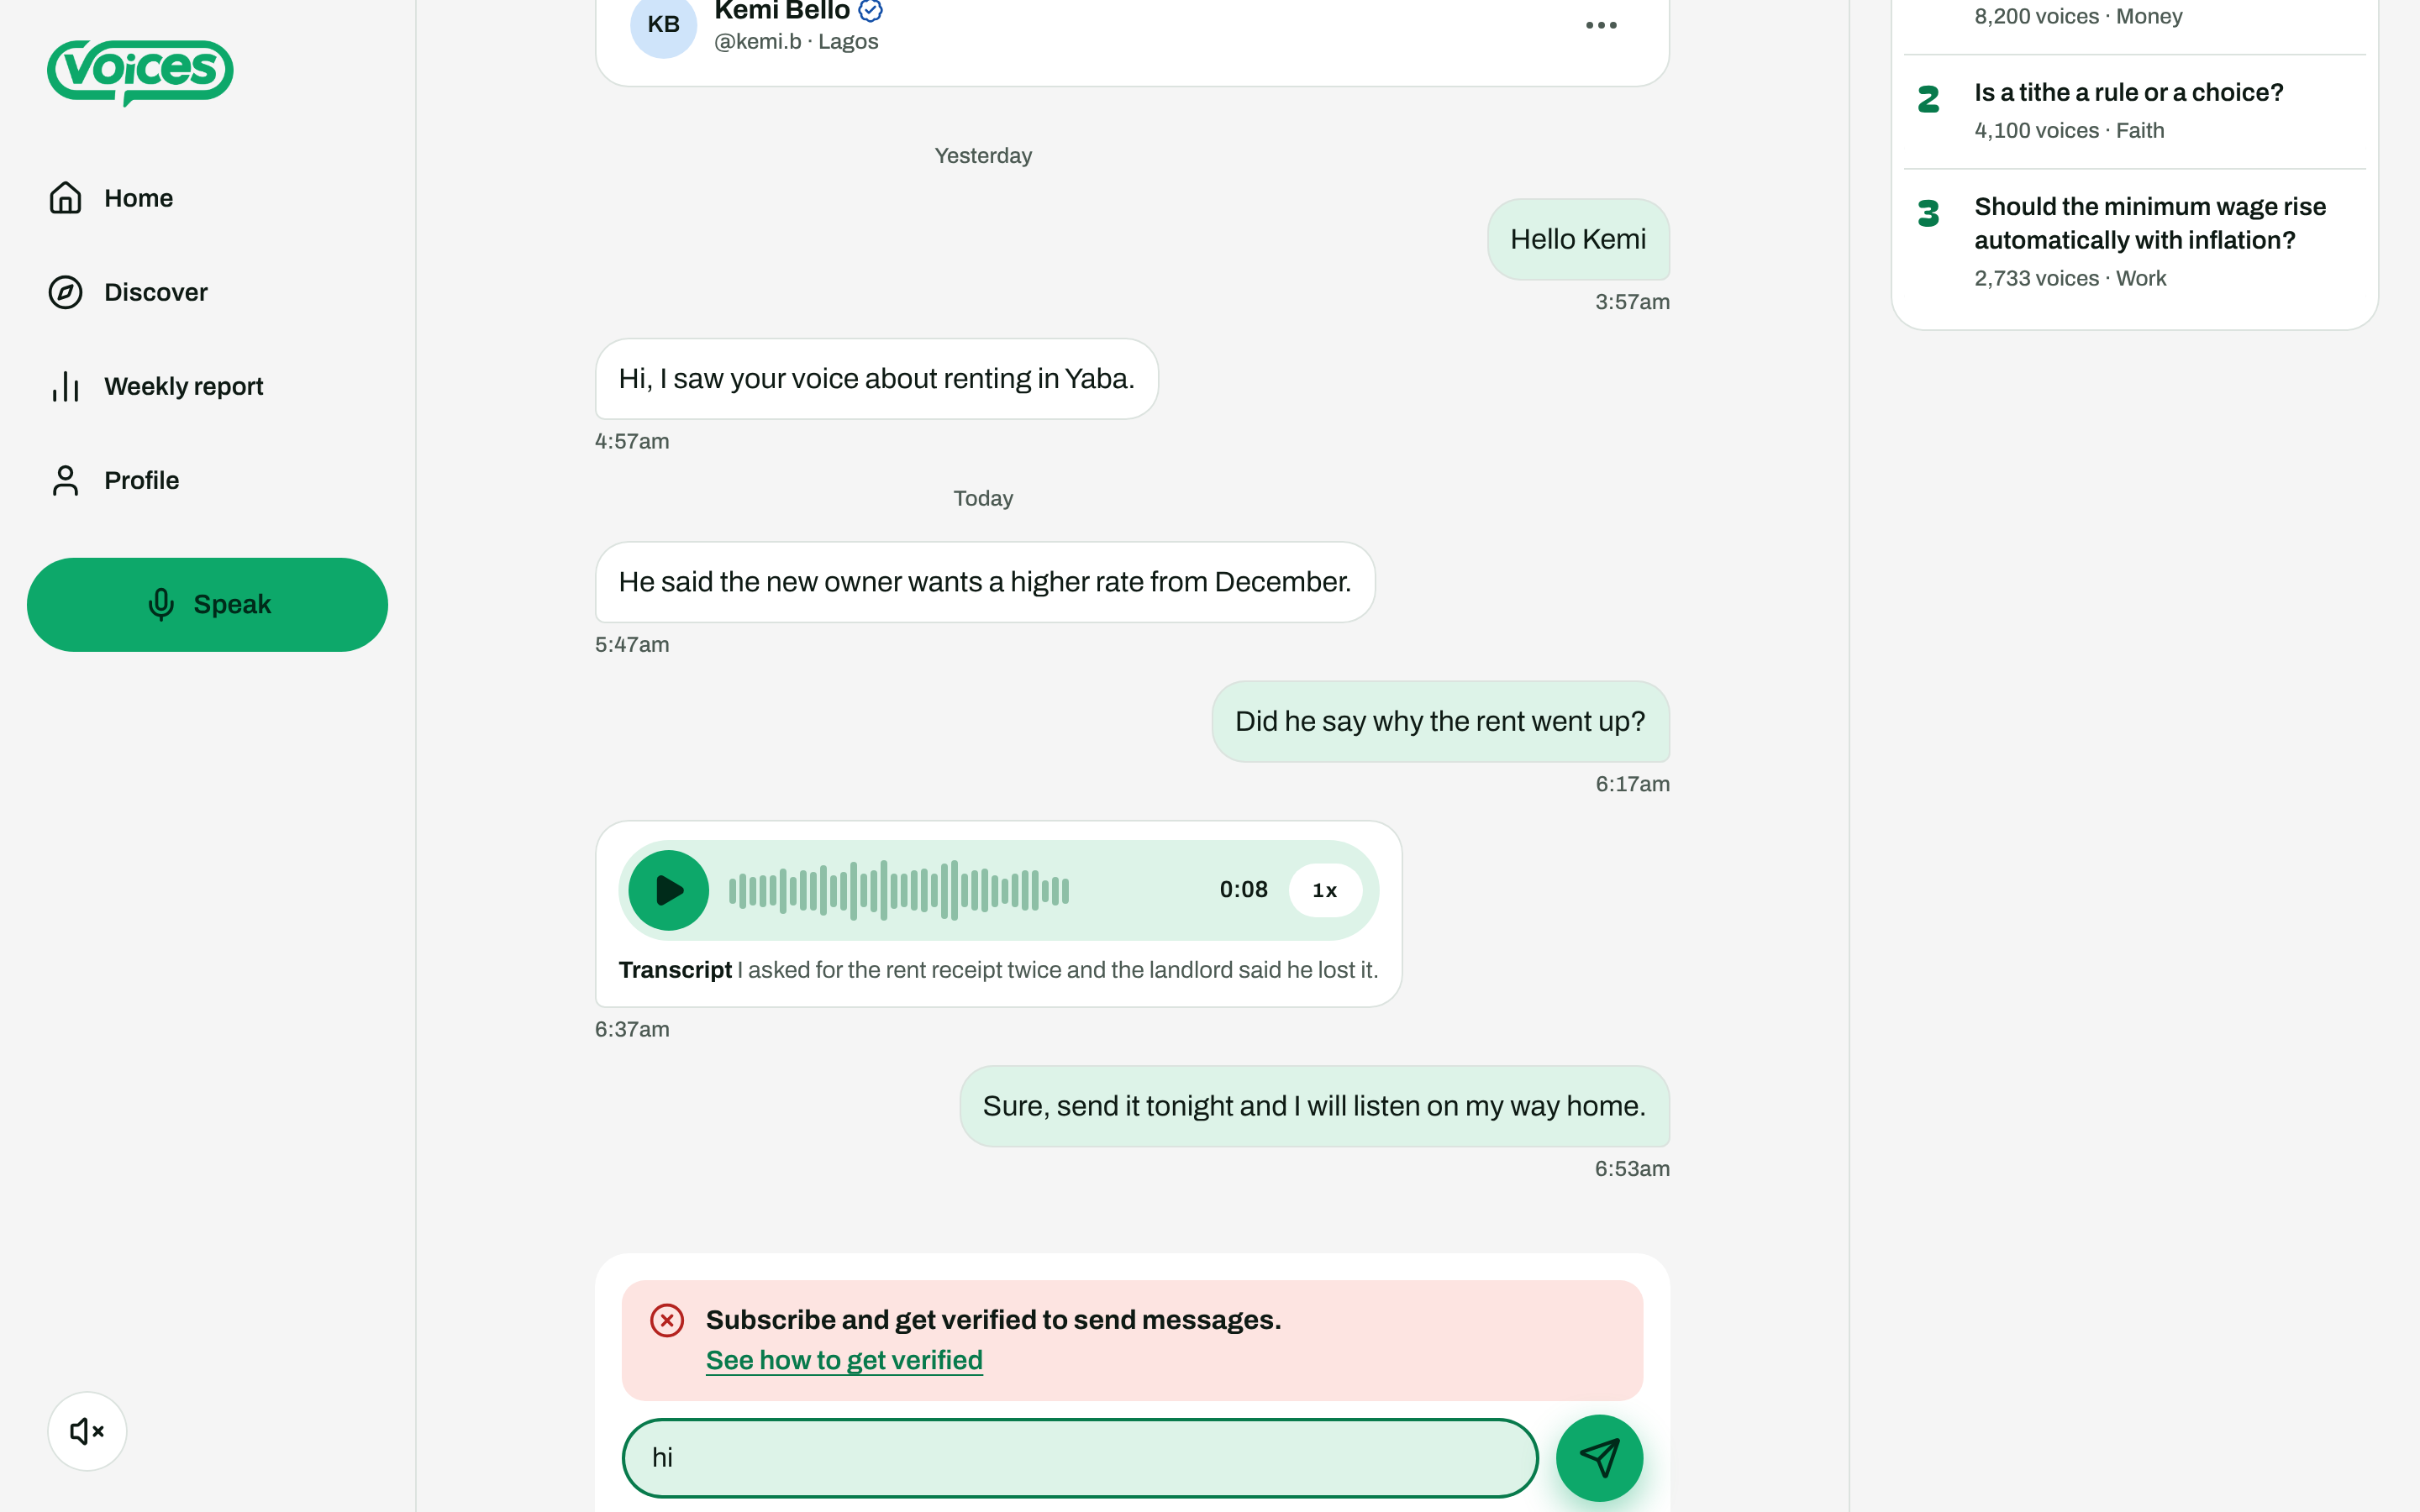 voices
Home
Discover
Weekly report
Profile
Speak
KB
Kemi Bello
@kemi.b · Lagos
Yesterday
Hello Kemi
3:57am
Hi, I saw your voice about renting in Yaba.
4:57am
Today
He said the new owner wants a higher rate from December.
5:47am
Did he say why the rent went up?
6:17am
0:08
1x
Transcript I asked for the rent receipt twice and the landlord said he lost it.
6:37am
Sure, send it tonight and I will listen on my way home.
6:53am
Subscribe and get verified to send messages.
See how to get verified
hi
8,200 voices · Money
2
Is a tithe a rule or a choice?
4,100 voices · Faith
3
Should the minimum wage rise
automatically with inflation?
2,733 voices · Work